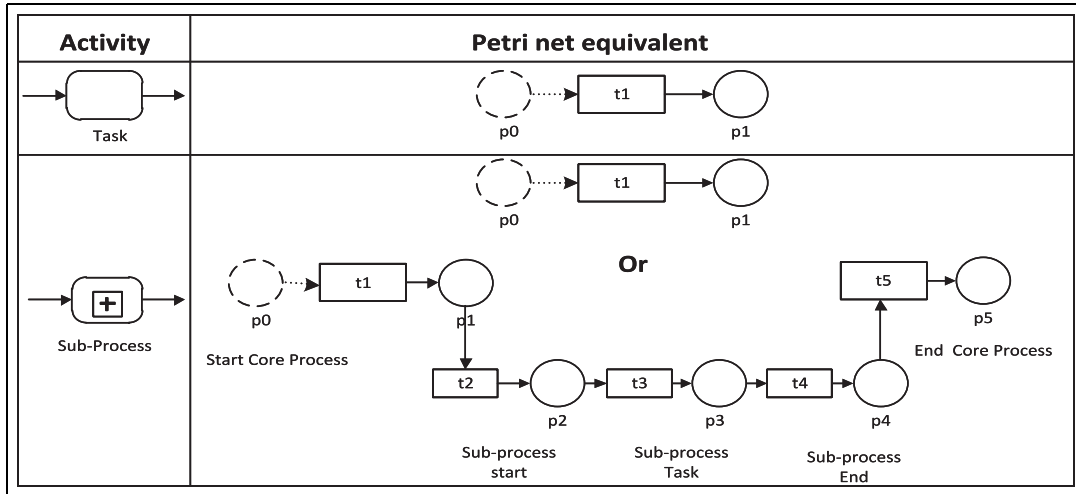 Activity
Petri net equivalent
t1
p0
p1
Task
t1
p0
p1
Or
t1
p0
p1
t5
p5
Sub-Process
Start Core Process
End Core Process
t2
t3
t4
p2
p3
p4
Sub-process
start
Sub-process
Task
Sub-process
End